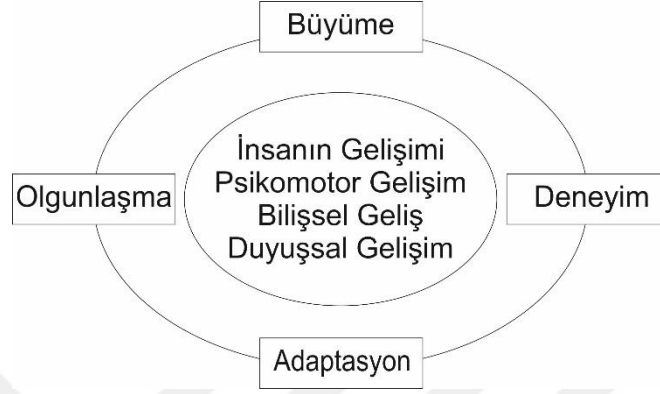 Büyüme
İnsanın Gelişimi
Psikomotor Gelişim
Bilişsel Geliş
Duyuşsal Gelişim
Olgunlaşma
Deneyim
Adaptasyon